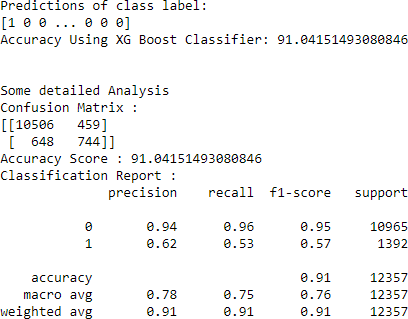 Predictions of class label:
[1 0 0 ... 0 0 0]
Accuracy Using XG Boost Classifier: 91.04151493080846
Some detailed Analysis
Confusion Matrix :
[[10506   459]
 [  648   744]]
Accuracy Score : 91.04151493080846
Classification Report :
              precision    recall  f1-score   support
           0       0.94      0.96      0.95     10965
           1       0.62      0.53      0.57      1392
    accuracy                           0.91     12357
   macro avg       0.78      0.75      0.76     12357
weighted avg       0.91      0.91      0.91     12357